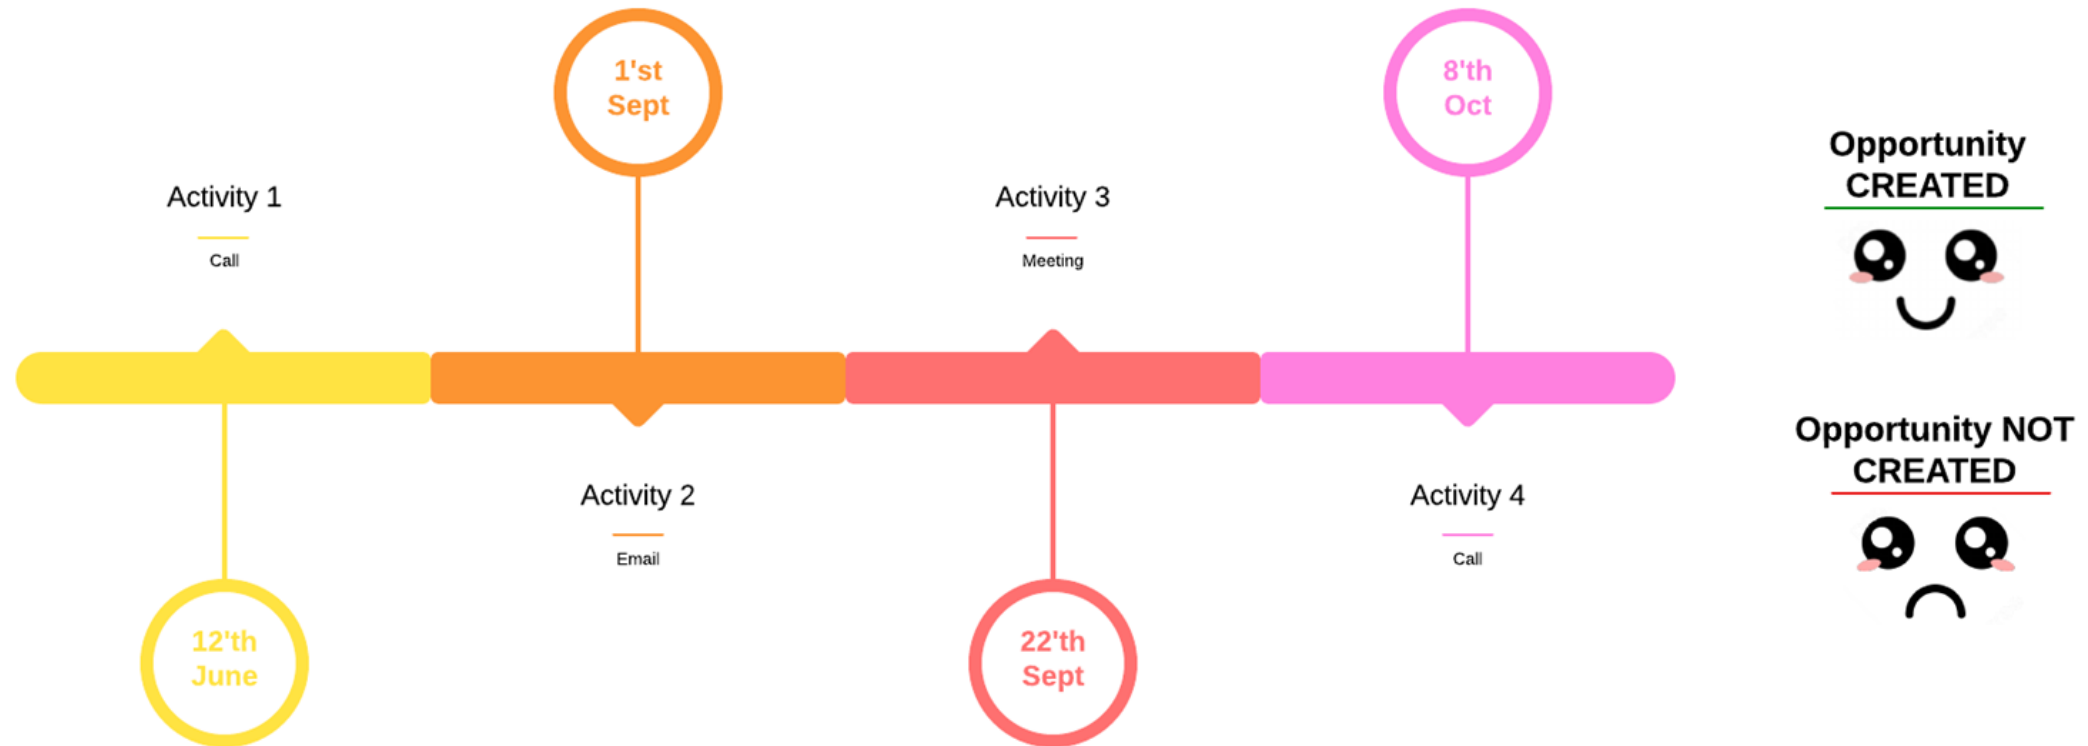 1'st
Sept
8'th
Oct
Opportunity
CREATED
Activity 1
Call
Activity 3
Meeting
Opportunity NOT
CREATED
Activity 2
Email
Activity 4
Call
12'th
June
22'th
Sept